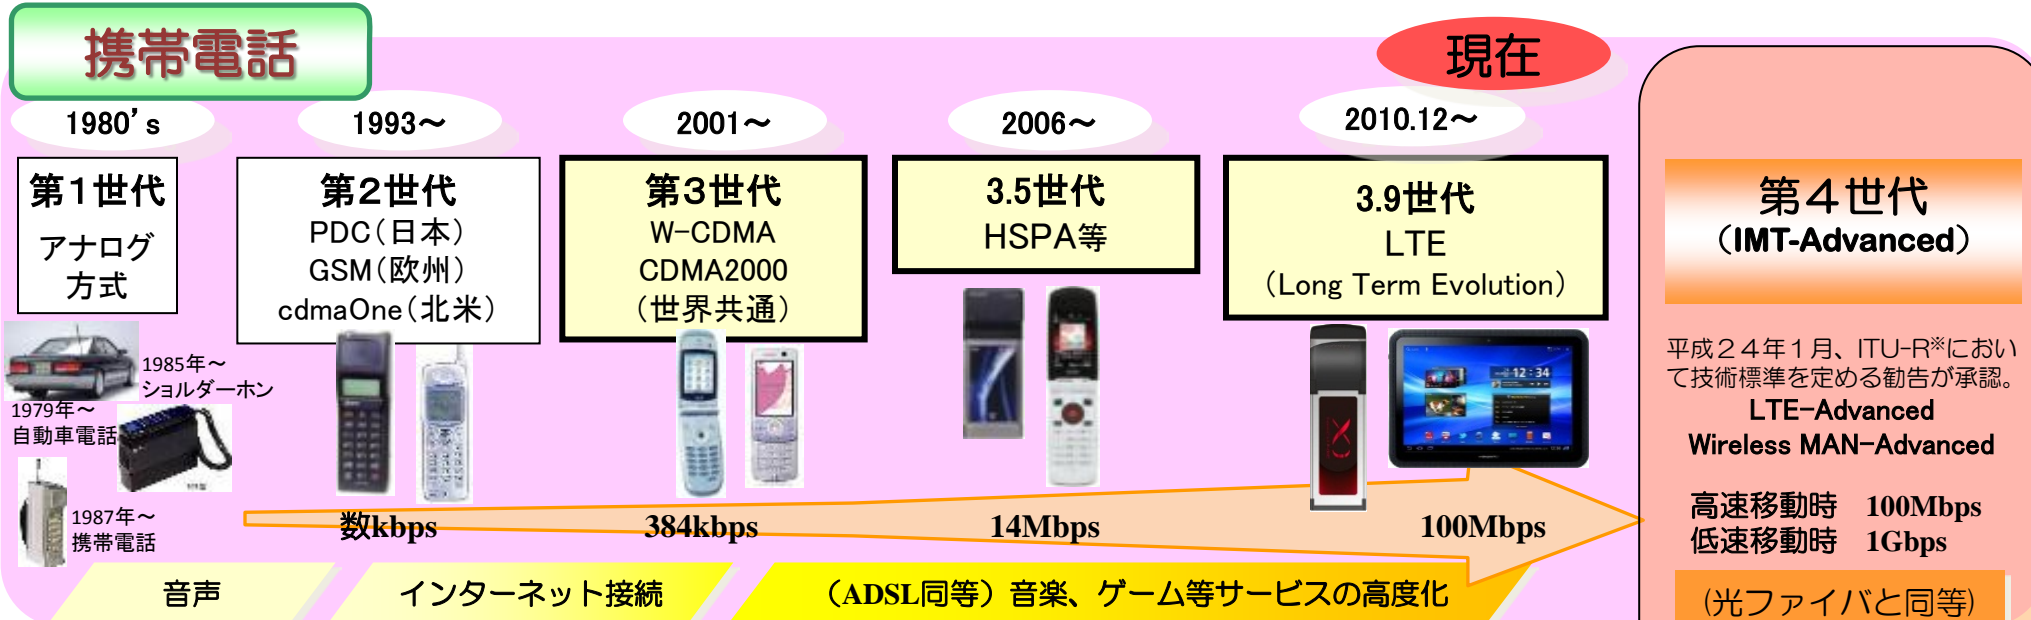 携帯電話
現在
1980's
1993～
2001～
2006～
2010.12～
第1世代
アナログ
方式
第2世代
PDC（日本）
GSM（欧州）
cdmaOne（北米）
第3世代
W-CDMA
CDMA2000
（世界共通）
3.5世代
HSPA等
3.9世代
LTE
（Long Term Evolution）
第4世代
（IMT-Advanced）
1985年～
ショルダーホン
1979年～
自動車電話
1987年～
携帯電話
12:34
平成２４年１月、ITU-R※におい
て技術標準を定める勧告が承認。
LTE-Advanced
Wireless MAN-Advanced
数kbps
384kbps
14Mbps
100Mbps
高速移動時 100Mbps
低速移動時 1Gbps
音声
インターネット接続
（ADSL同等）音楽、ゲーム等サービスの高度化
(光ファイバと同等)